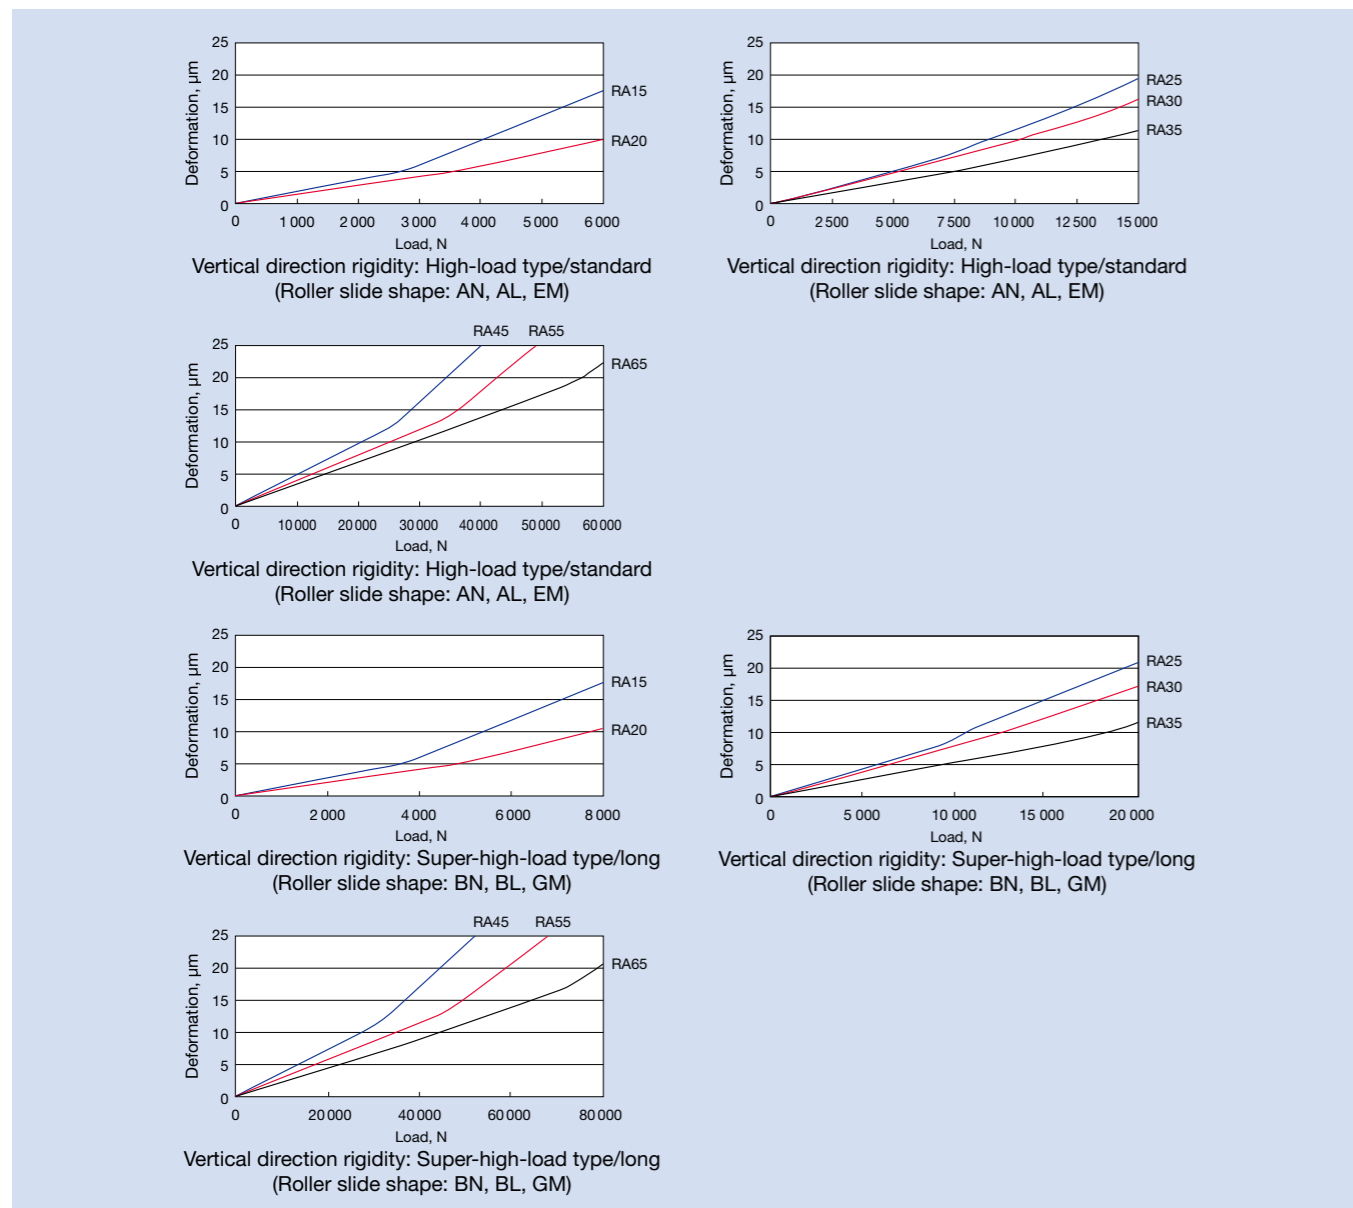 25
20
15
10
5
0
Deformation, µm
RA15
RA20
0 1 000 2 000 3 000 4 000 5 000 6 000
Load, N
Vertical direction rigidity: High-load type/standard
(Roller slide shape: AN, AL, EM)
25
20
15
10
5
0
Deformation, µm
RA25
RA30
RA35
0 2 500 5 000 7 500 10 000 12 500 15 000
Load, N
Vertical direction rigidity: High-load type/standard
(Roller slide shape: AN, AL, EM)
RA45 RA55
25
20
15
10
5
0
Deformation, µm
RA65
0 10 000 20 000 30 000 40 000 50 000 60 000
Load, N
Vertical direction rigidity: High-load type/standard
(Roller slide shape: AN, AL, EM)
25
20
15
10
5
0
Deformation, µm
RA15
RA20
0 2 000 4 000 6 000 8 000
Load, N
Vertical direction rigidity: Super-high-load type/long
(Roller slide shape: BN, BL, GM)
25
20
15
10
5
0
Deformation, µm
RA25
RA30
RA35
0 5 000 10 000 15 000 20 000
Load, N
Vertical direction rigidity: Super-high-load type/long
(Roller slide shape: BN, BL, GM)
RA45 RA55
25
20
15
10
5
0
Deformation, µm
RA65
0 20 000 40 000 60 000 80 000
Load, N
Vertical direction rigidity: Super-high-load type/long
(Roller slide shape: BN, BL, GM)